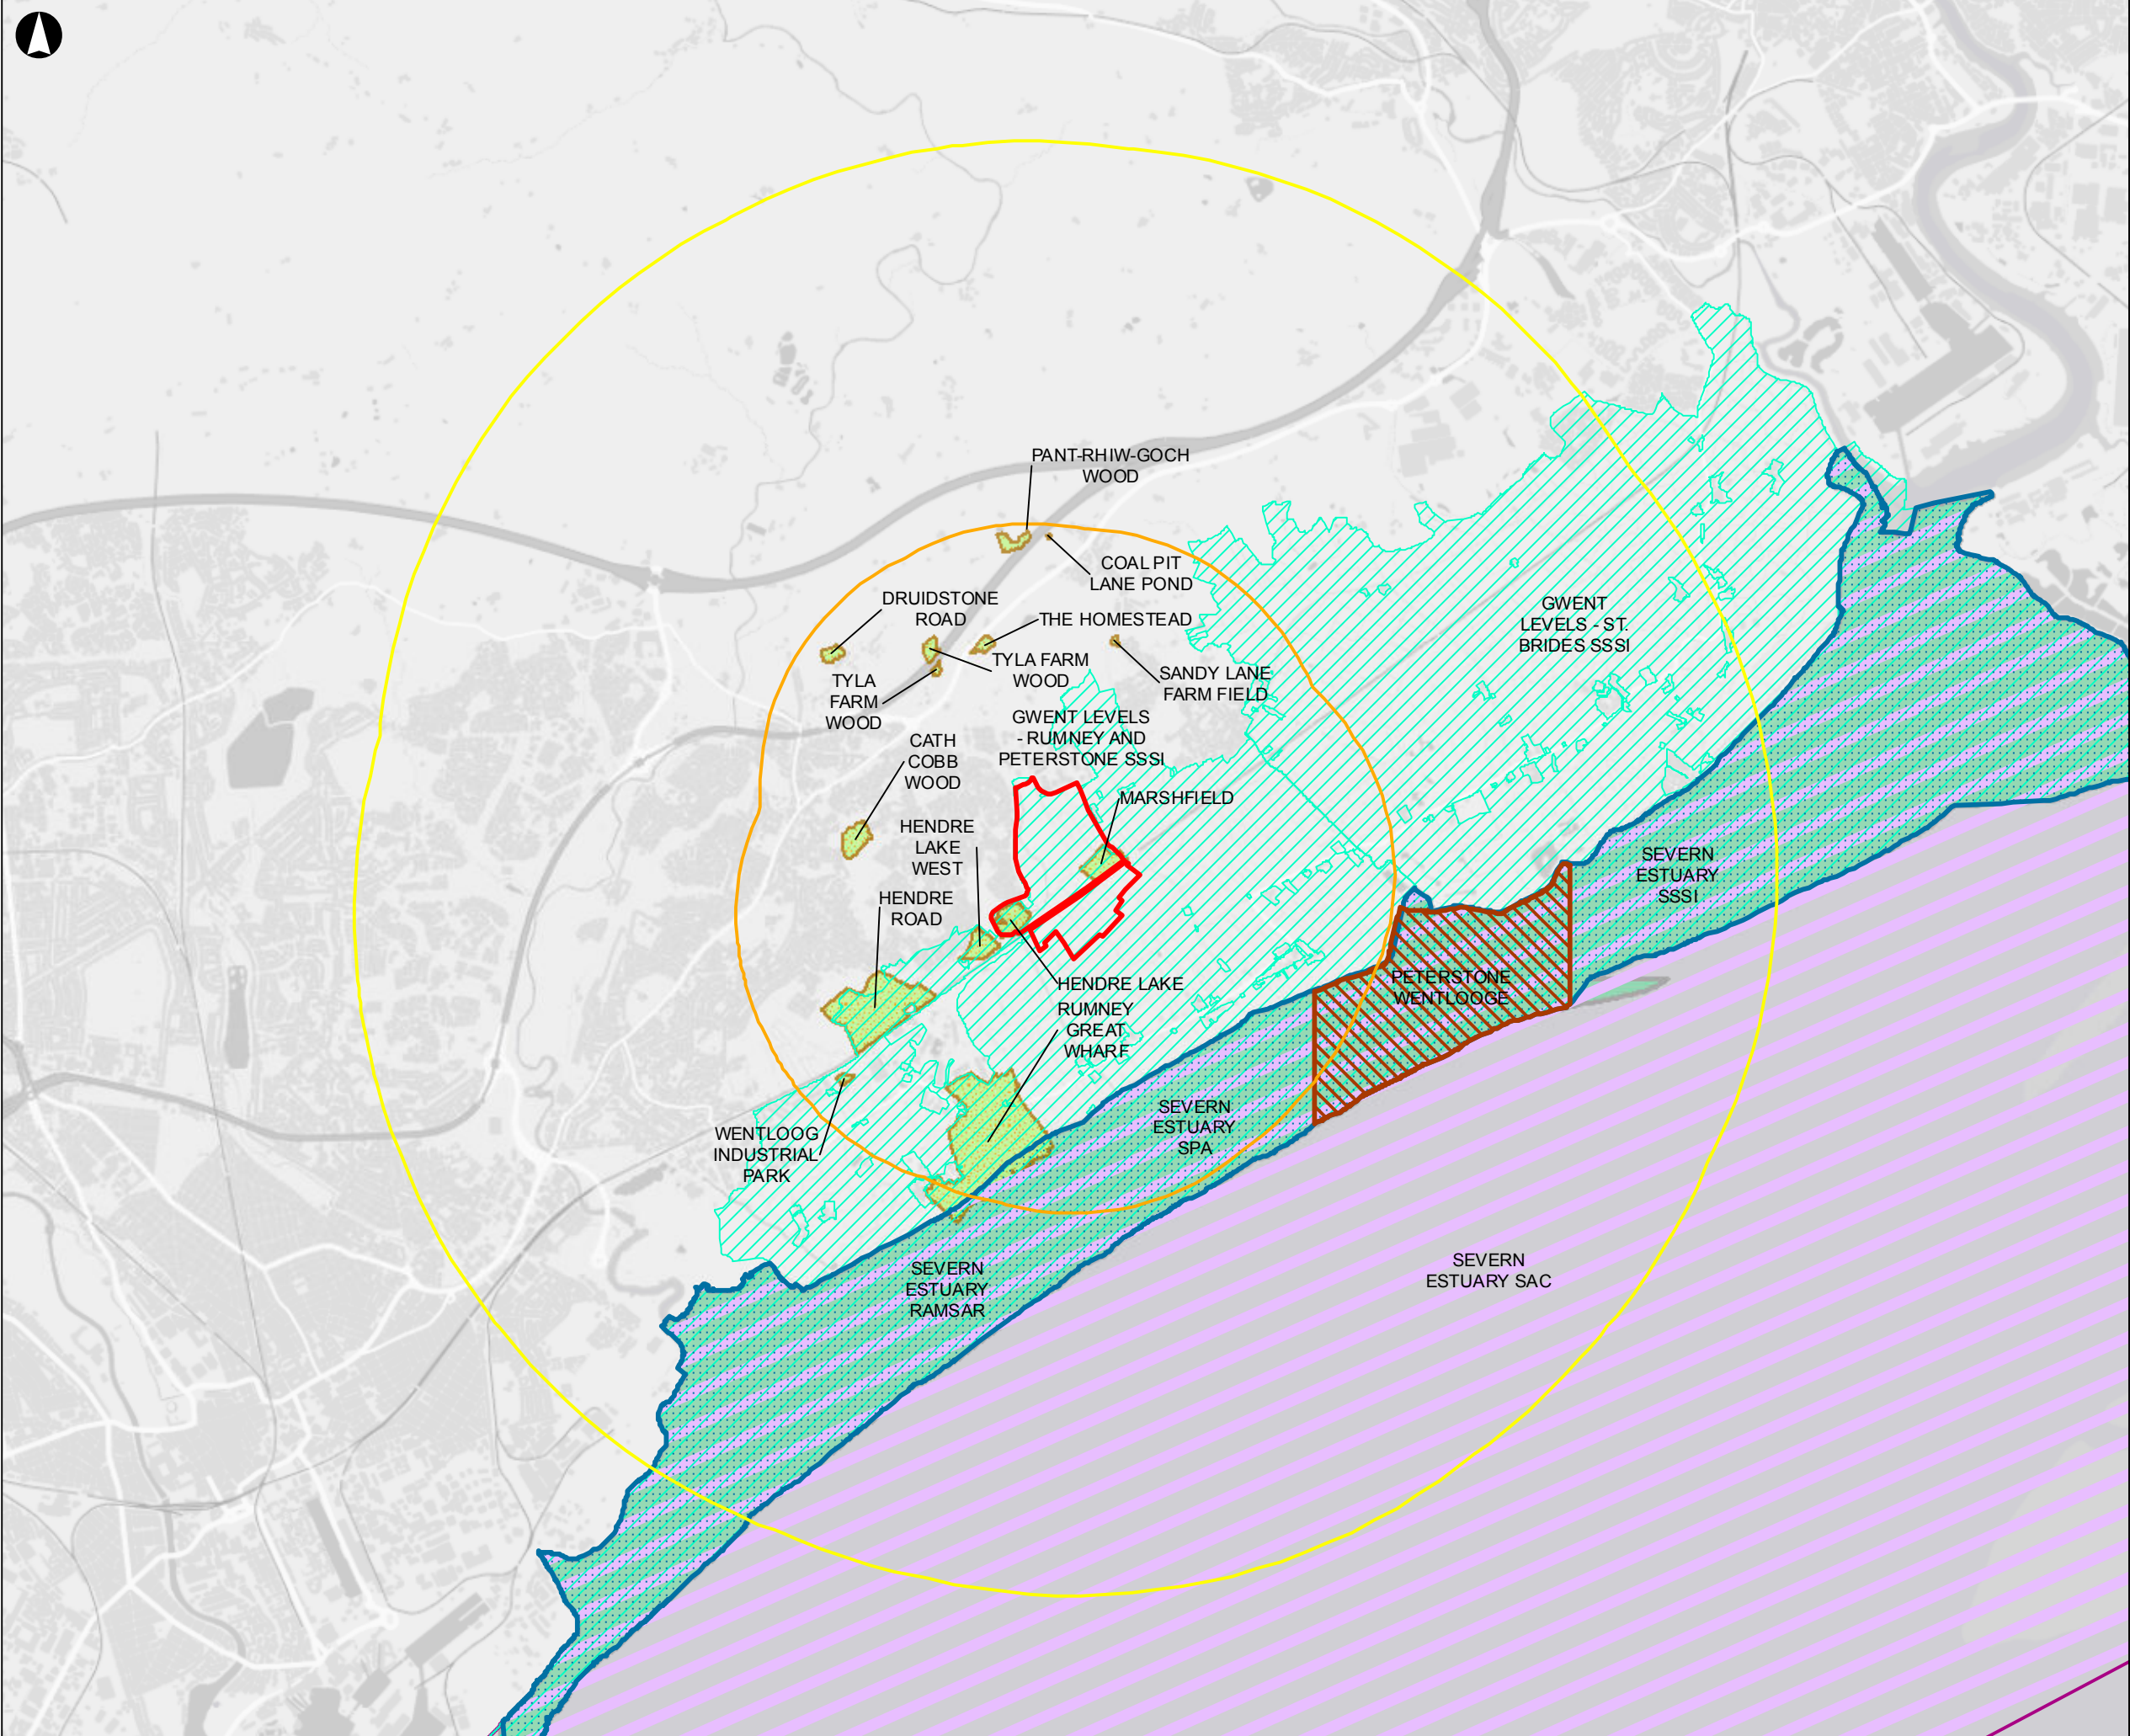 PANT-RHIW-GOCH
WOOD
COAL PIT
LANE POND
DRUIDSTONE
ROAD
THE HOMESTEAD
TYLA FARM
WOOD
SANDY LANE
FARM FIELD
TYLA
FARM
WOOD
GWENT
LEVELS - ST.
BRIDES SSSI
GWENT LEVELS
- RUMNEY AND
PETERSTONE SSSI
CATH
COBB
WOOD
MARSHFIELD
HENDRE
LAKE
WEST
SEVERN
ESTUARY
SSSI
HENDRE
ROAD
PETERSTONE
WENTLOOGE
HENDRE LAKE
RUMNEY
GREAT
WHARF
SEVERN
ESTUARY
SPA
WENTLOOG
INDUSTRIAL
PARK
SEVERN
ESTUARY SAC
SEVERN
ESTUARY
RAMSAR